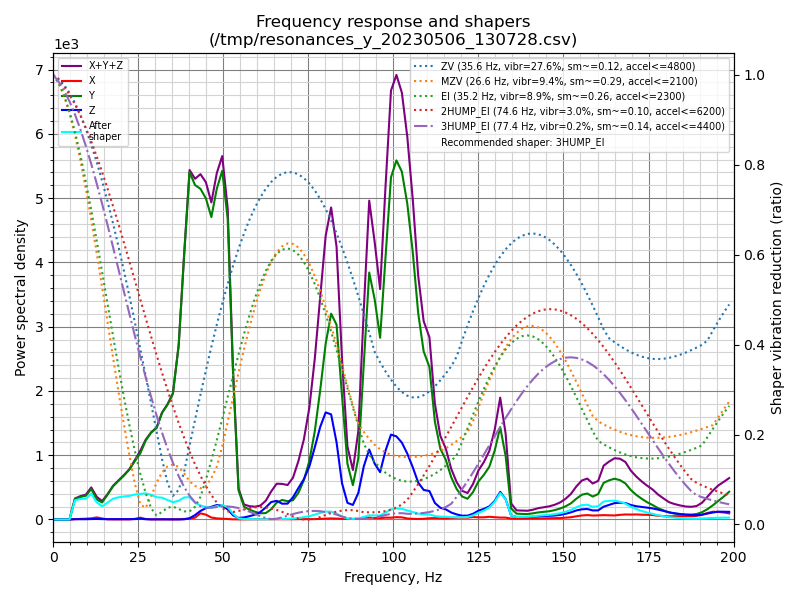 Frequency response and shapers
(/tmp/resonances_y_20230506_130728.csv)
1e3
X+Y+Z
X
Y
Z
After
shaper
ZV (35.6 Hz, vibr=27.6%, sm~=0.12, accel<=4800)
MZV (26.6 Hz, vibr=9.4%, sm~=0.29, accel<=2100)
EI (35.2 Hz, vibr=8.9%, sm~=0.26, accel<=2300)
2HUMP_EI (74.6 Hz, vibr=3.0%, sm~=0.10, accel<=6200)
3HUMP_EI (77.4 Hz, vibr=0.2%, sm~=0.14, accel<=4400)
Recommended shaper: 3HUMP_EI
Power spectral density
7
6
5
4
3
2
1
0
1.0
0.8
0.6
0.4
0.2
0.0
Shaper vibration reduction (ratio)
0 25 50 75 100 125 150 175 200
Frequency, Hz